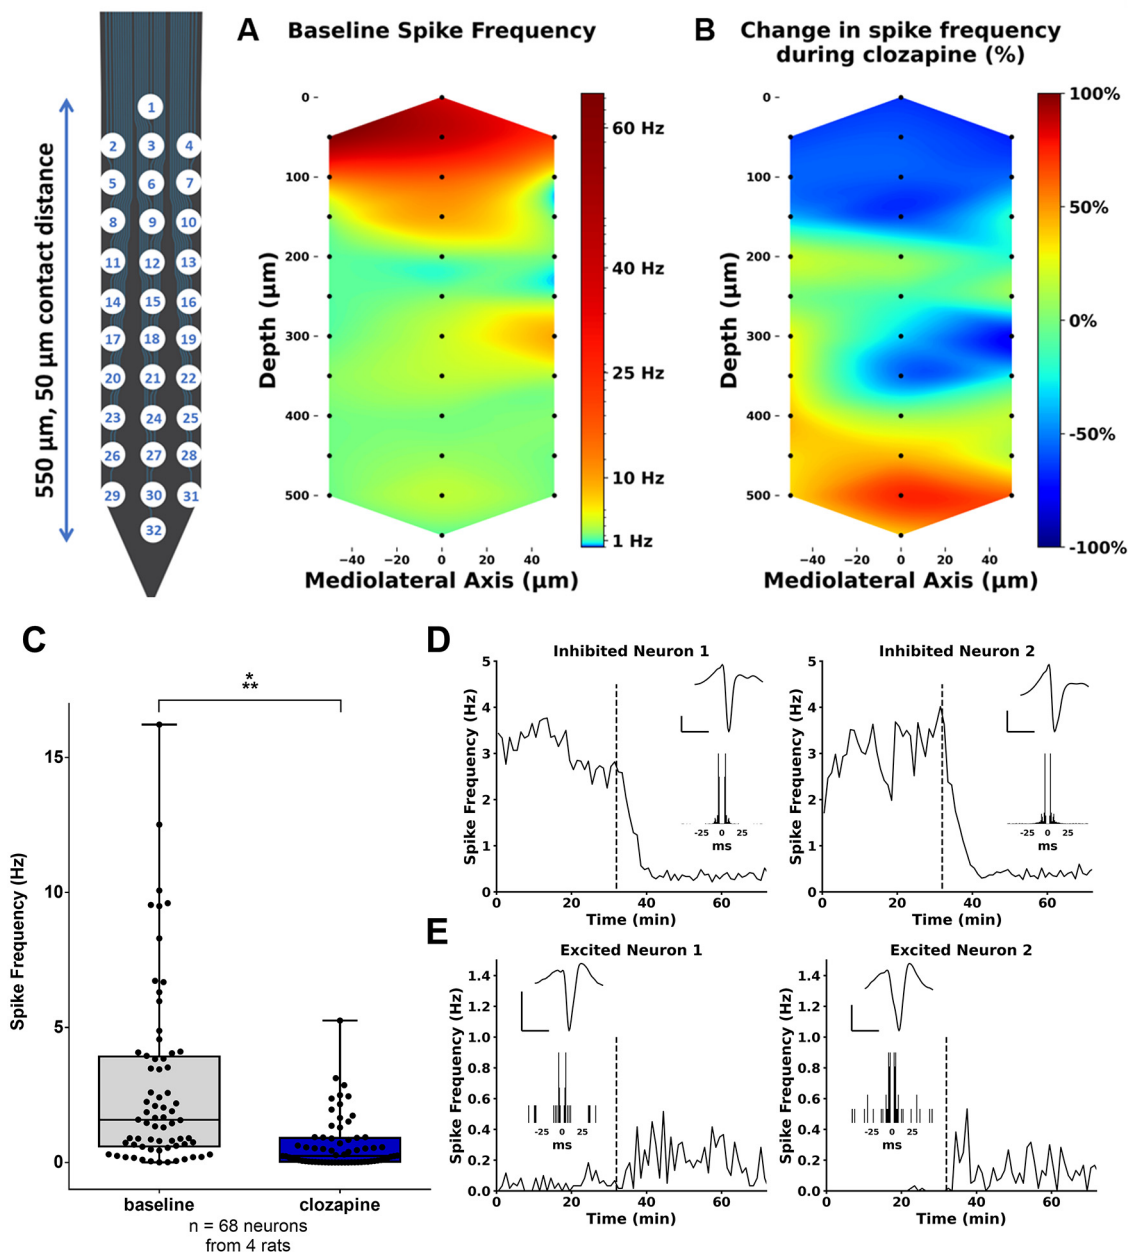 550 µm, 50 µm contact distance
1
2 3 4
5 6 7
8 9 10
11 12 13
14 15 16
17 18 19
20 21 22
23 24 25
26 27 28
29 30 31
32
A Baseline Spike Frequency
0
100
200
300
400
500
Depth (µm)
−40 −20 0 20 40
Mediolateral Axis (µm)
60 Hz
40 Hz
25 Hz
10 Hz
1 Hz
B Change in spike frequency
during clozapine (%)
0
100
200
300
400
500
Depth (µm)
−40 −20 0 20 40
Mediolateral Axis (µm)
100%
50%
0%
-50%
-100%
C
*
**
15
10
5
0
Spike Frequency (Hz)
baseline clozapine
n = 68 neurons
from 4 rats
D
Inhibited Neuron 1
5
4
3
2
1
0
Spike Frequency (Hz)
-25 0 25
ms
0 20 40 60
Time (min)
Inhibited Neuron 2
5
4
3
2
1
0
Spike Frequency (Hz)
-25 0 25
ms
0 20 40 60
Time (min)
E
Excited Neuron 1
1.4
1.2
1.0
0.8
0.6
0.4
0.2
0.0
Spike Frequency (Hz)
-25 0 25
ms
0 20 40 60
Time (min)
Excited Neuron 2
1.4
1.2
1.0
0.8
0.6
0.4
0.2
0.0
Spike Frequency (Hz)
-25 0 25
ms
0 20 40 60
Time (min)